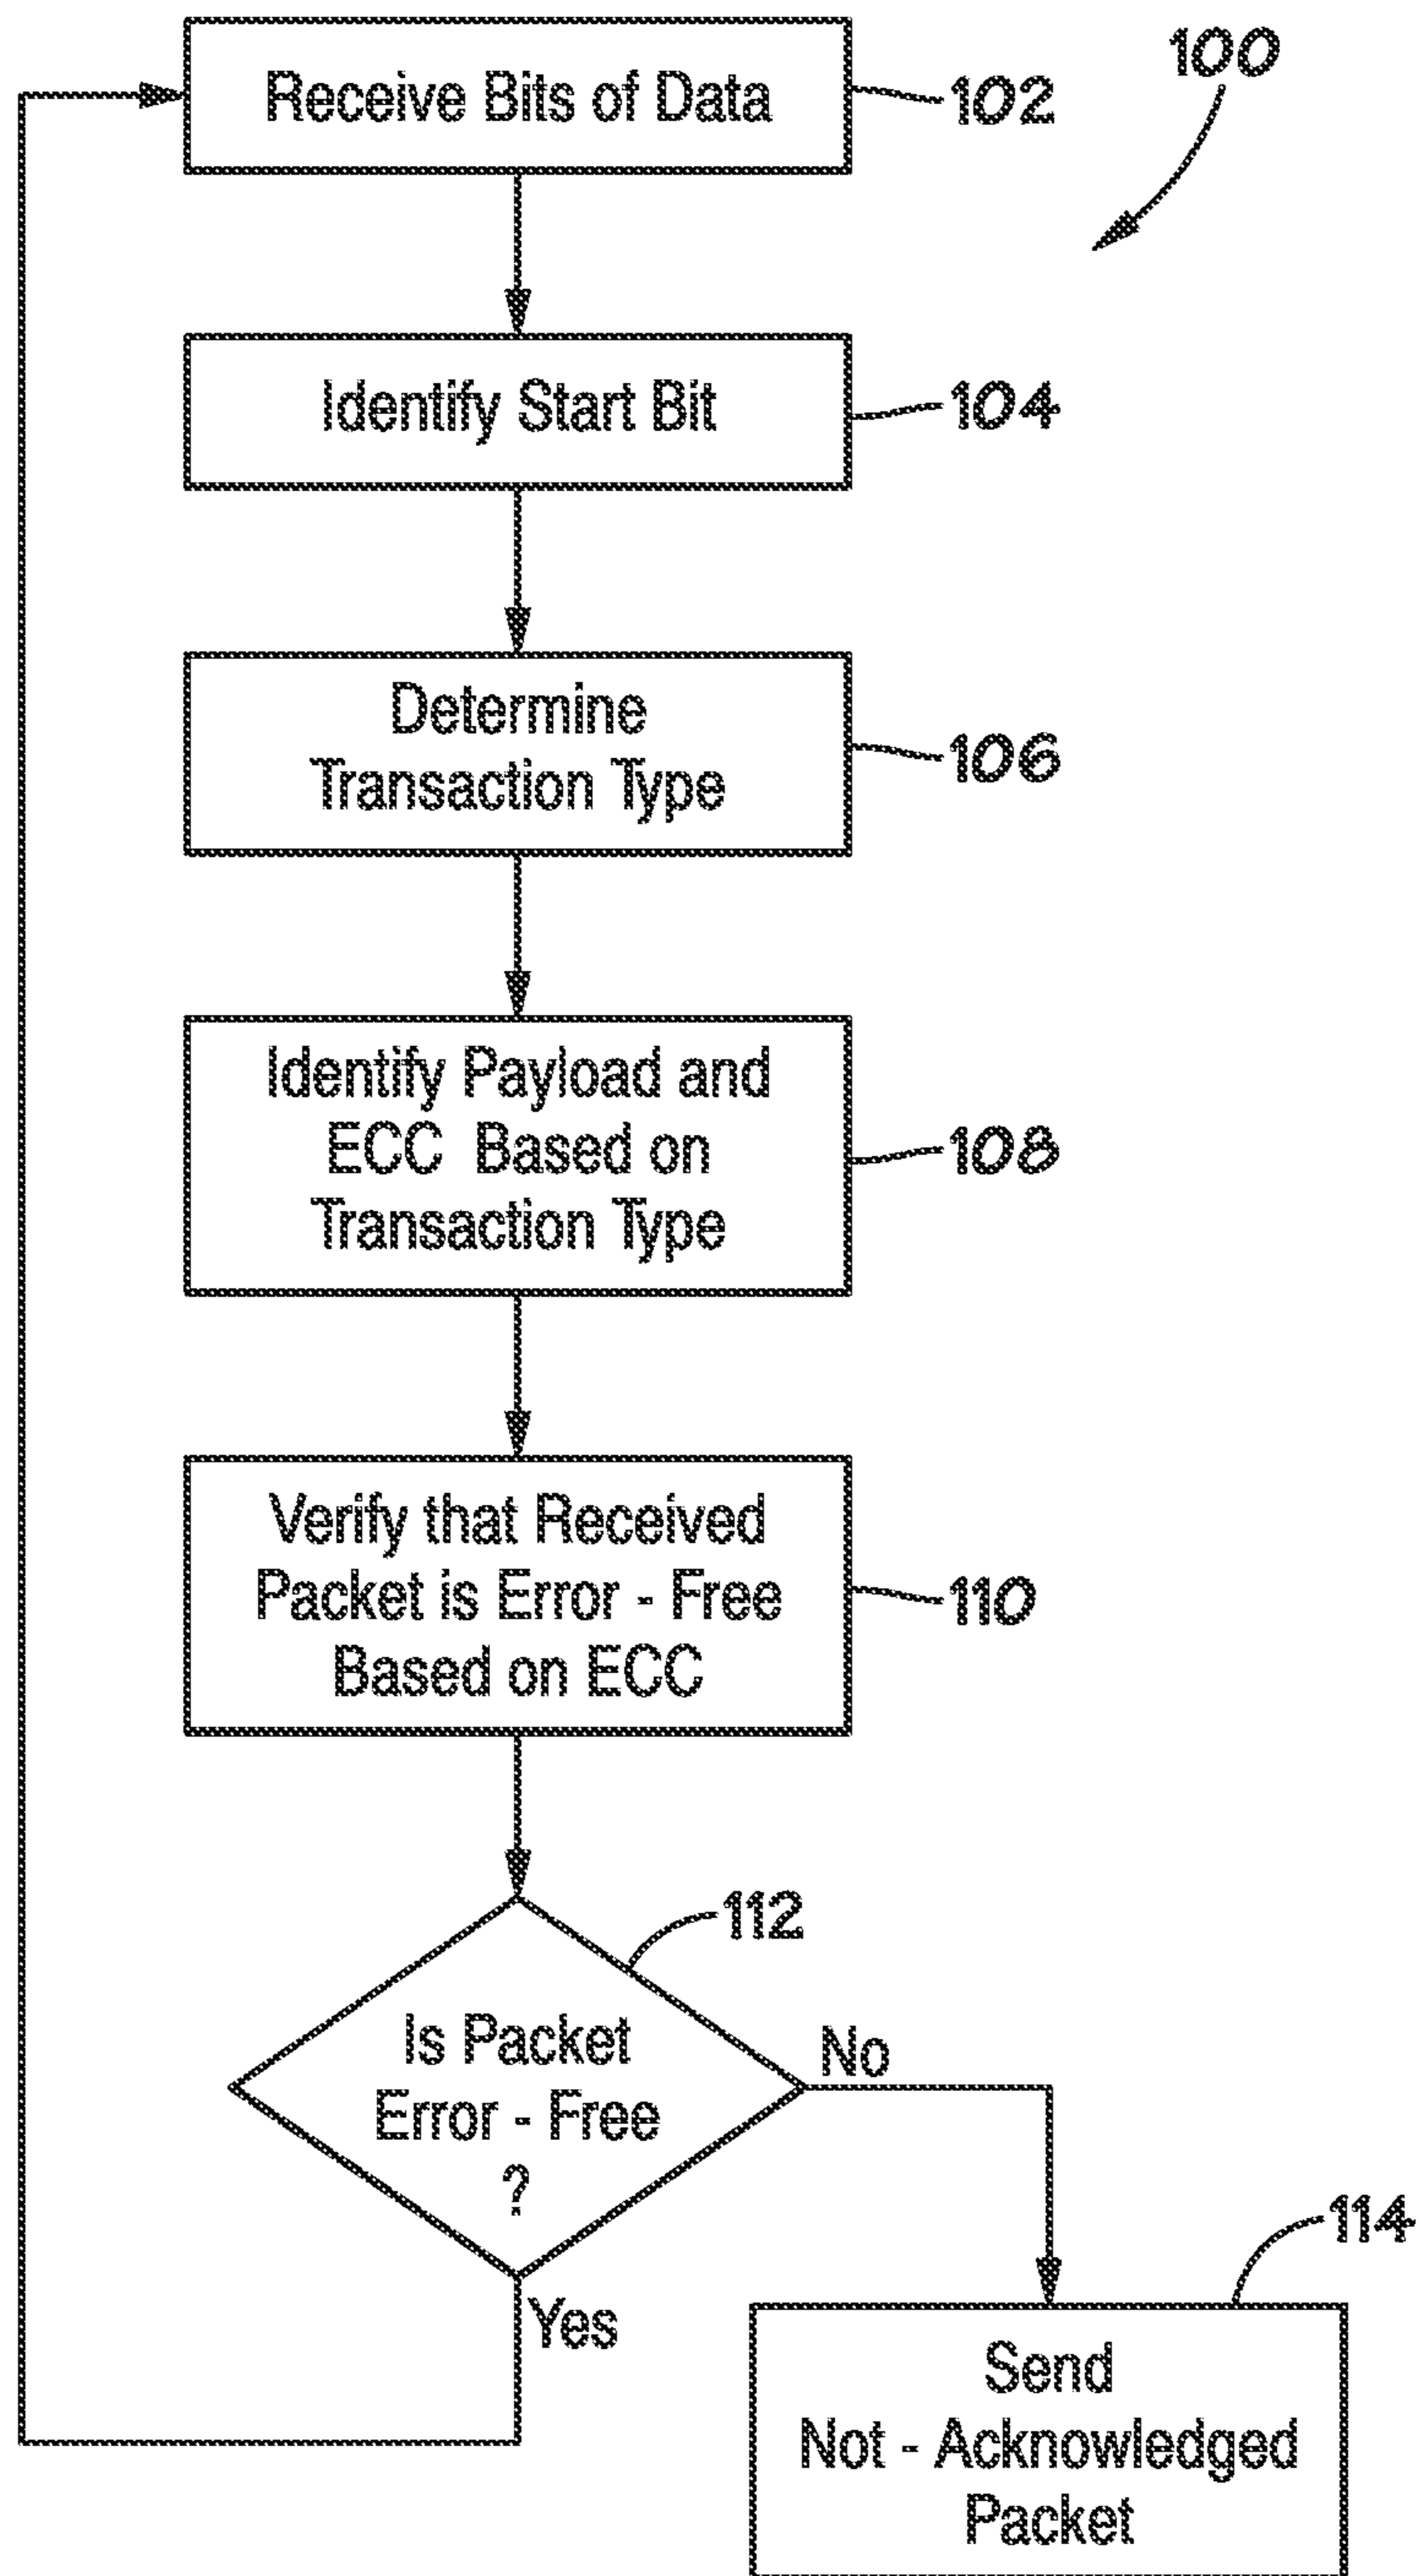 100
Receive Bits of Data
102
Identify Start Bit
104
Determine
Transaction Type
106
Identify Payload and
ECC Based on
Transaction Type
108
Verify that Received
Packet is Error - Free
Based on ECC
110
112
Is Packet
Error - Free
?
No
Yes
114
Send
Not - Acknowledged
Packet